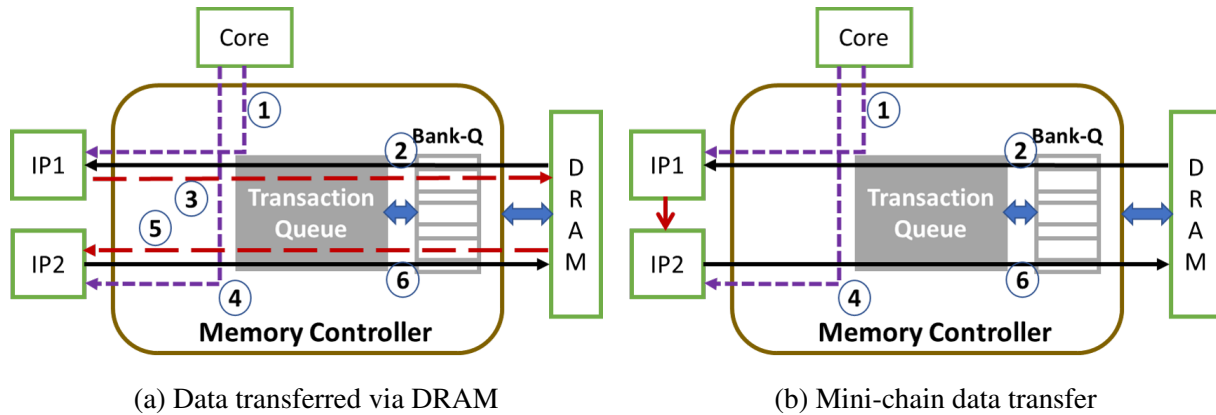 Core
1
Bank-Q
IP1
2
D
R
A
M
3
Transaction
Queue
5
IP2
4
6
Memory Controller
(a) Data transferred via DRAM
Core
1
Bank-Q
IP1
2
D
R
A
M
Transaction
Queue
IP2
4
6
Memory Controller
(b) Mini-chain data transfer